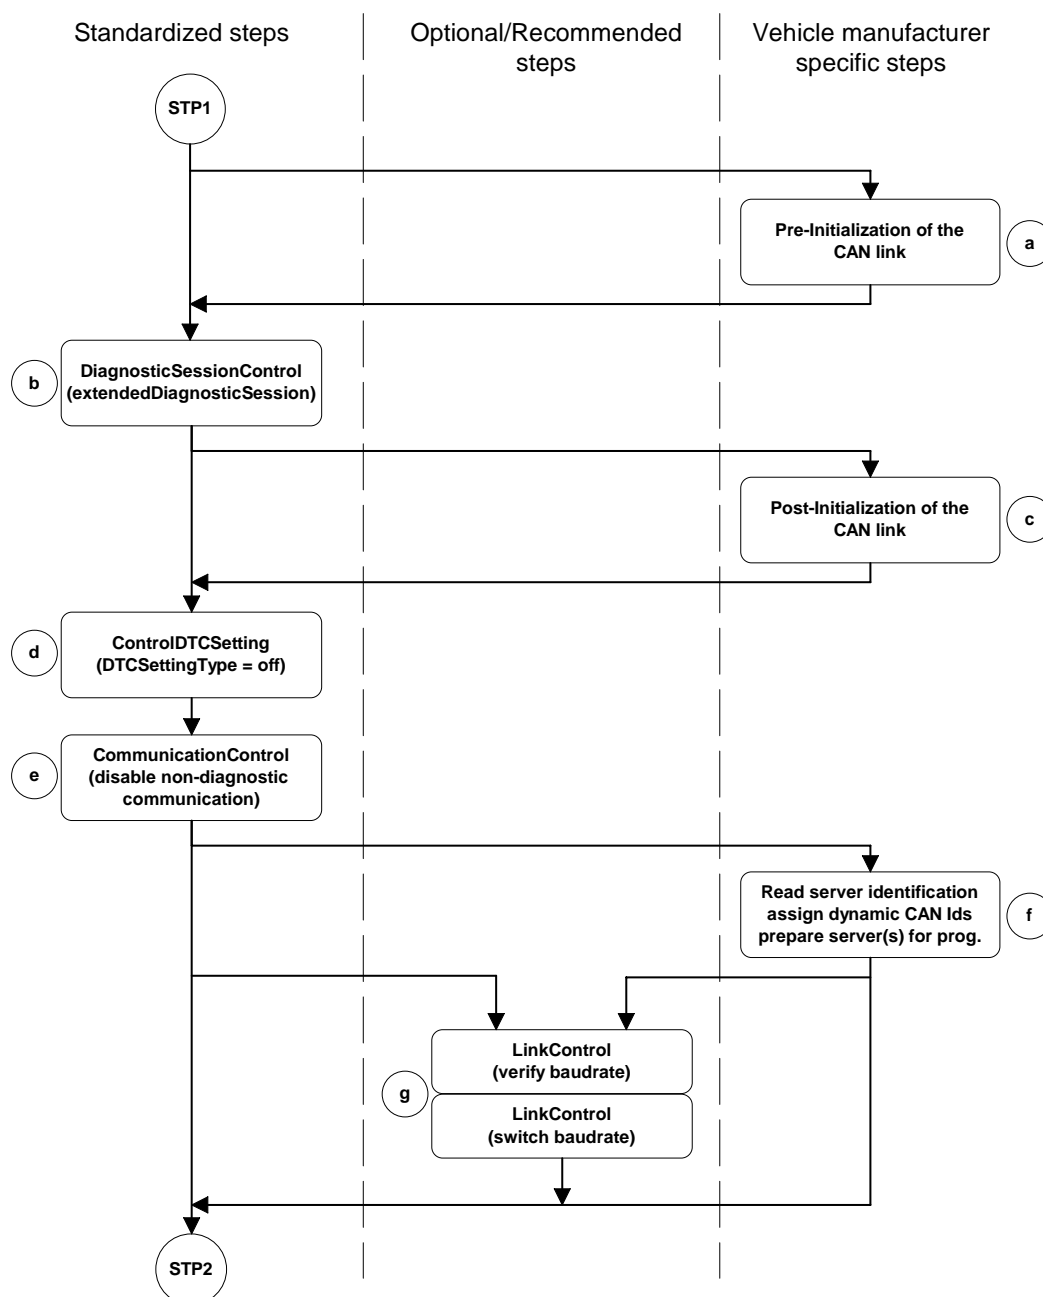 Standardized steps
Optional/Recommended
steps
Vehicle manufacturer
specific steps
STP1
Pre-Initialization of the
CAN link
a
b
DiagnosticSessionControl
(extendedDiagnosticSession)
Post-Initialization of the
CAN link
c
d
ControlDTCSetting
(DTCSettingType = off)
e
CommunicationControl
(disable non-diagnostic
communication)
Read server identification
assign dynamic CAN Ids
prepare server(s) for prog.
f
g
LinkControl
(verify baudrate)
LinkControl
(switch baudrate)
STP2